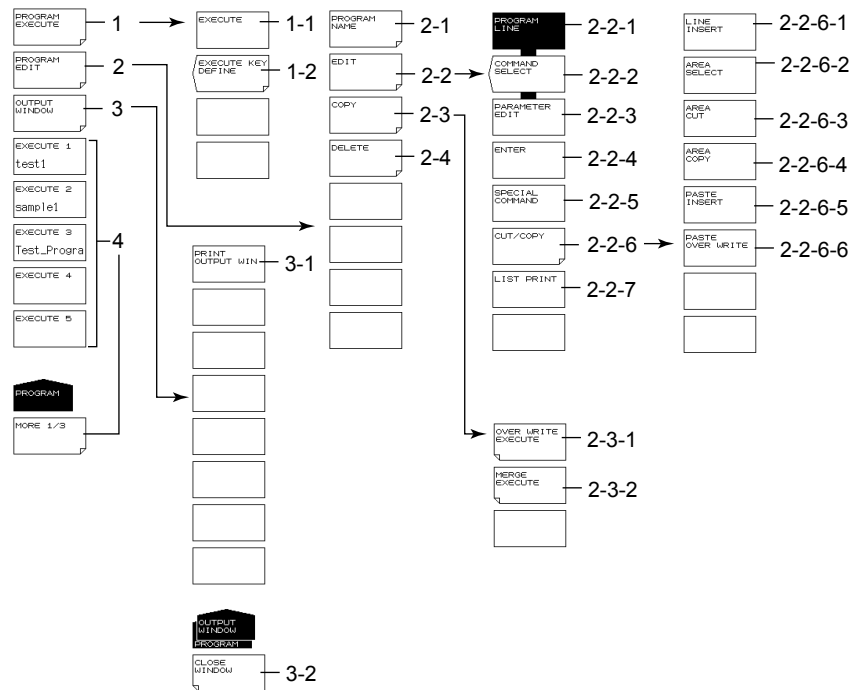 PROGRAM
EXECUTE
1
PROGRAM
EDIT
2
OUTPUT
WINDOW
3
EXECUTE 1
test1
EXECUTE 2
sample1
EXECUTE 3
Test_Progra
EXECUTE 4
EXECUTE 5
4
PROGRAM
MORE 1/3
EXECUTE
1-1
EXECUTE KEY
DEFINE
1-2
PRINT
OUTPUT WIN
3-1
OUTPUT
WINDOW
PROGRAM
CLOSE
WINDOW
3-2
PROGRAM
NAME
2-1
EDIT
2-2
COPY
2-3
DELETE
2-4
PROGRAM
LINE
2-2-1
COMMAND
SELECT
2-2-2
PARAMETER
EDIT
2-2-3
ENTER
2-2-4
SPECIAL
COMMAND
2-2-5
CUT/COPY
2-2-6
LIST PRINT
2-2-7
OVER WRITE
EXECUTE
2-3-1
MERGE
EXECUTE
2-3-2
LINE
INSERT
2-2-6-1
AREA
SELECT
2-2-6-2
AREA
CUT
2-2-6-3
AREA
COPY
2-2-6-4
PASTE
INSERT
2-2-6-5
PASTE
OVER WRITE
2-2-6-6